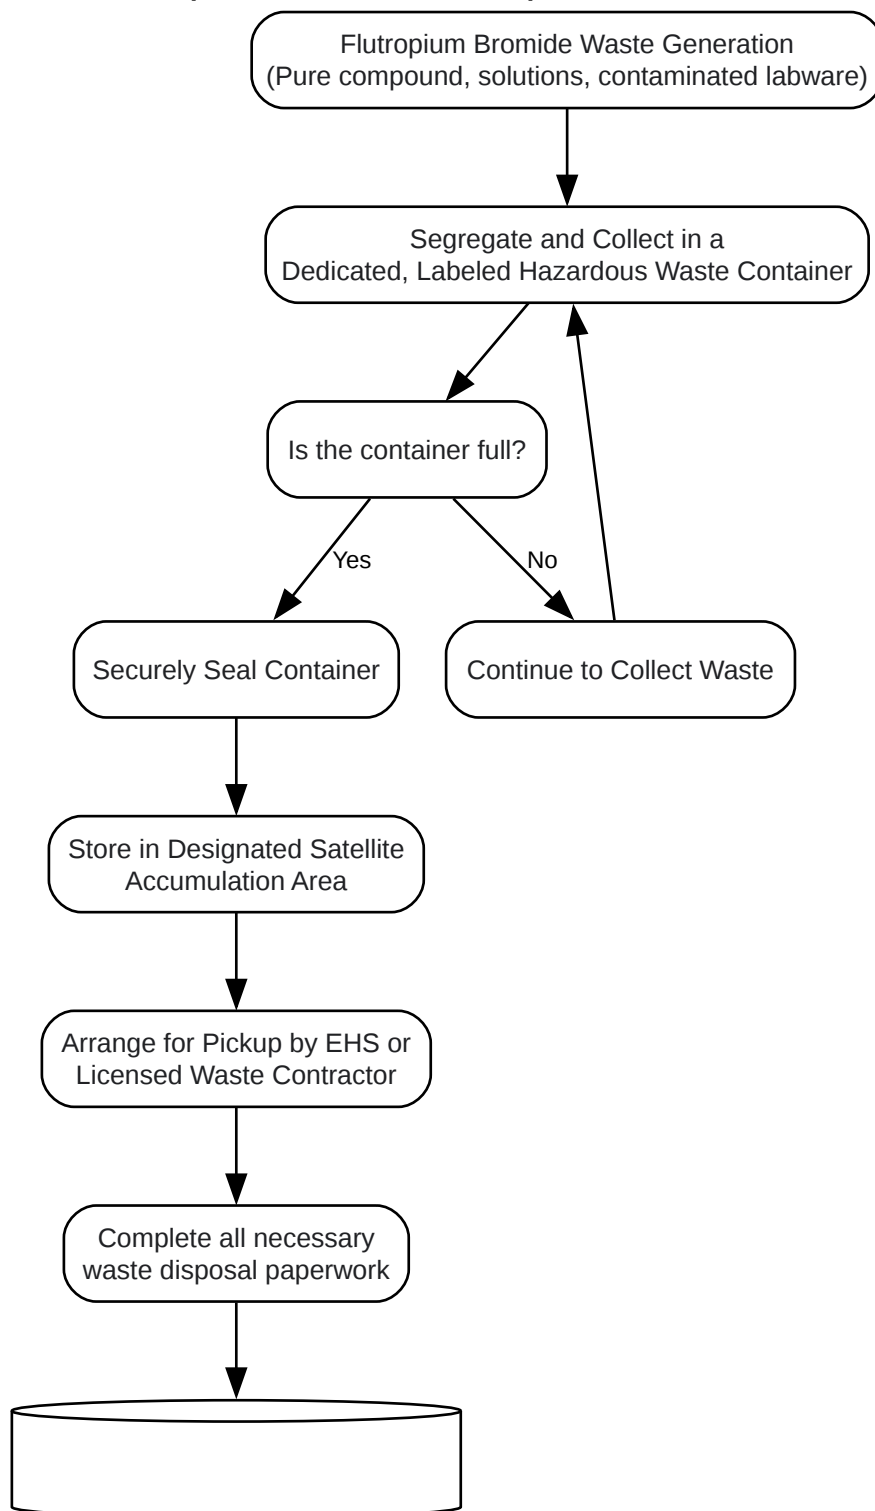 Flutropium Bromide Waste Generation
(Pure compound, solutions, contaminated labware)
Segregate and Collect in a
Dedicated, Labeled Hazardous Waste Container
Is the container full?
Yes
No
Securely Seal Container
Continue to Collect Waste
Store in Designated Satellite
Accumulation Area
Arrange for Pickup by EHS or
Licensed Waste Contractor
Complete all necessary
waste disposal paperwork